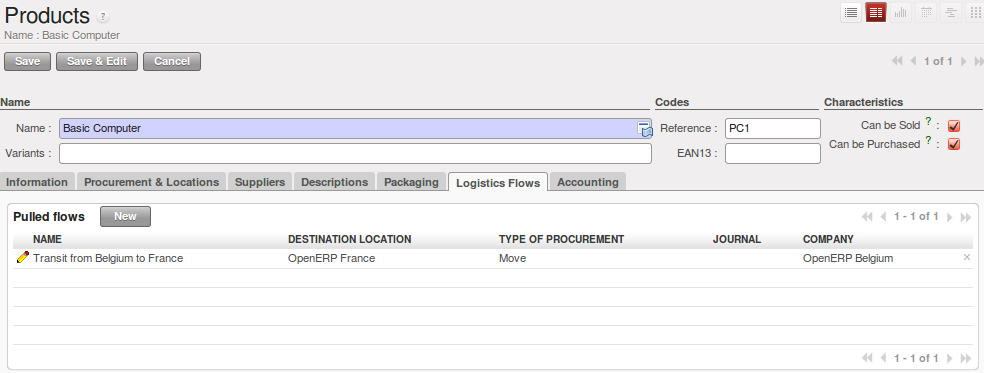 Products ?
Name : Basic Computer
Save Save & Edit Cancel 1 of 1
Name Codes Characteristics
Name : Basic Computer Reference : PC1 Can be Sold ? :
Variants : EAN13 : Can be Purchased ? :
Information Procurement & Locations Suppliers Descriptions Packaging Logistics Flows Accounting
Pulled flows New 1 - 1 of 1
NAME DESTINATION LOCATION TYPE OF PROCUREMENT JOURNAL COMPANY
Transit from Belgium to France OpenERP France Move OpenERP Belgium
1 - 1 of 1